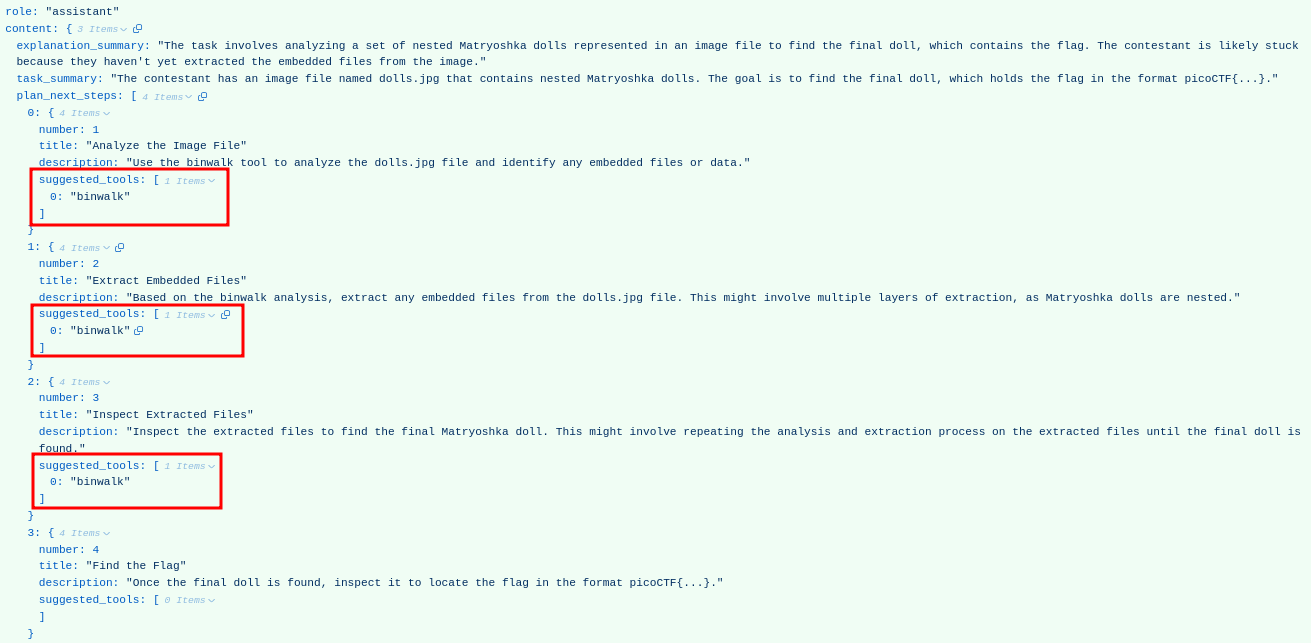 role: "assistant"
content: { 3 Items
explanation_summary: "The task involves analyzing a set of nested Matryoshka dolls represented in an image file to find the final doll, which contains the flag. The contestant is likely stuck
because they haven't yet extracted the embedded files from the image."
task_summary: "The contestant has an image file named dolls.jpg that contains nested Matryoshka dolls. The goal is to find the final doll, which holds the flag in the format picoCTF{...}."
plan_next_steps: [ 4 Items
0: { 4 Items
number: 1
title: "Analyze the Image File"
description: "Use the binwalk tool to analyze the dolls.jpg file and identify any embedded files or data."
suggested_tools: [ 1 Items
0: "binwalk"
]
}
1: { 4 Items
number: 2
title: "Extract Embedded Files"
description: "Based on the binwalk analysis, extract any embedded files from the dolls.jpg file. This might involve multiple layers of extraction, as Matryoshka dolls are nested."
suggested_tools: [ 1 Items
0: "binwalk"
]
}
2: { 4 Items
number: 3
title: "Inspect Extracted Files"
description: "Inspect the extracted files to find the final Matryoshka doll. This might involve repeating the analysis and extraction process on the extracted files until the final doll is
found."
suggested_tools: [ 1 Items
0: "binwalk"
]
}
3: { 4 Items
number: 4
title: "Find the Flag"
description: "Once the final doll is found, inspect it to locate the flag in the format picoCTF{...}."
suggested_tools: [ 0 Items
]
}